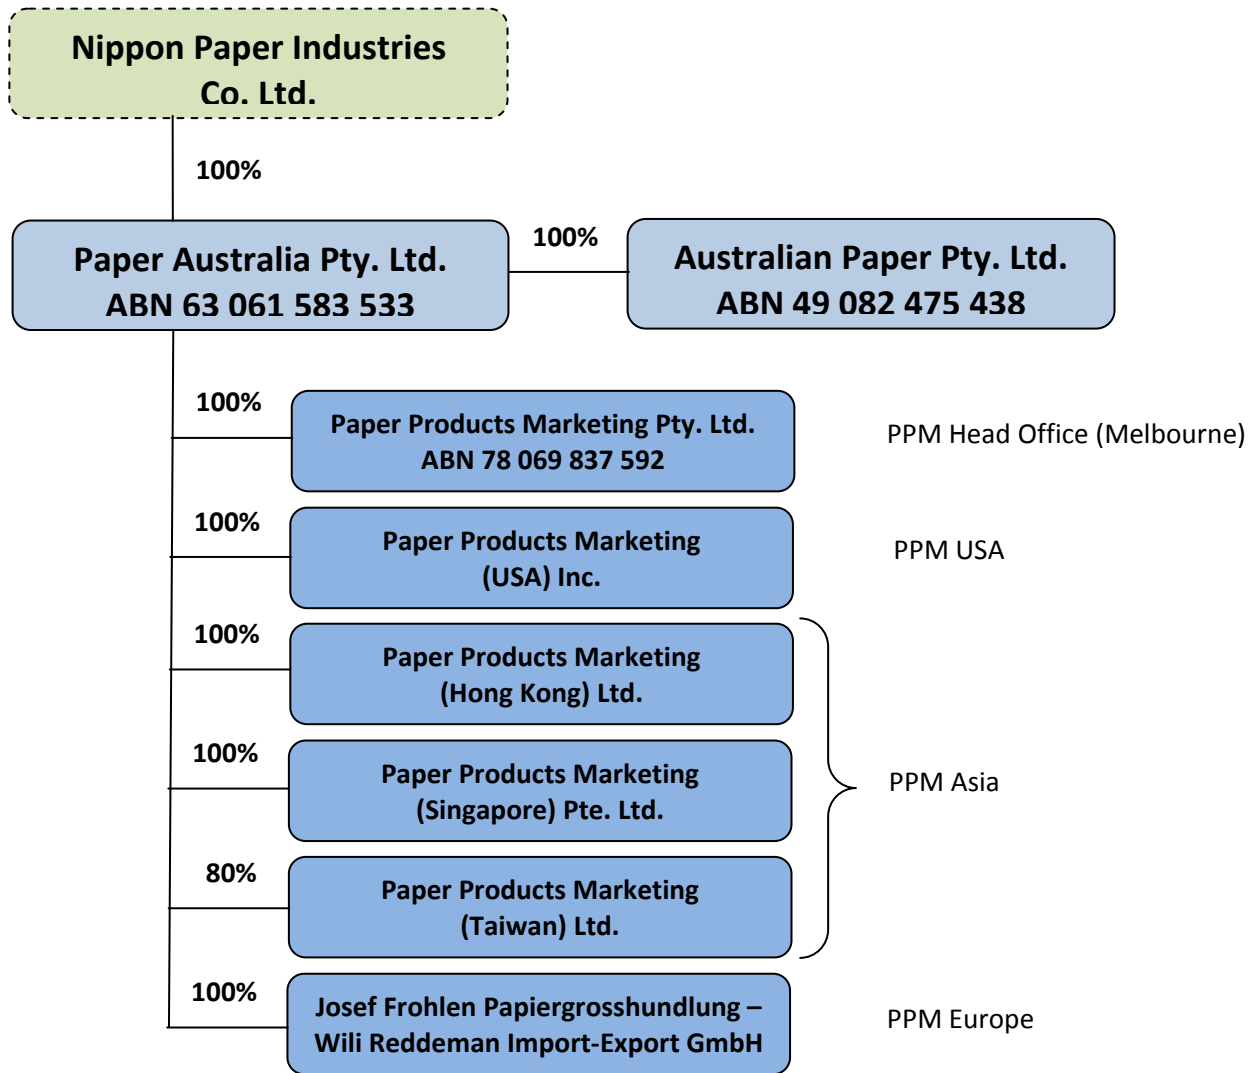 Nippon Paper Industries
Co. Ltd.
100%
Paper Australia Pty. Ltd.
ABN 63 061 583 533
100%
Australian Paper Pty. Ltd.
ABN 49 082 475 438
100%
Paper Products Marketing Pty. Ltd.
ABN 78 069 837 592
PPM Head Office (Melbourne)
100%
Paper Products Marketing
(USA) Inc.
PPM USA
100%
Paper Products Marketing
(Hong Kong) Ltd.
100%
Paper Products Marketing
(Singapore) Pte. Ltd.
PPM Asia
80%
Paper Products Marketing
(Taiwan) Ltd.
100%
Josef Frohlen Papiergrosshundlung –
Wili Reddeman Import-Export GmbH
PPM Europe